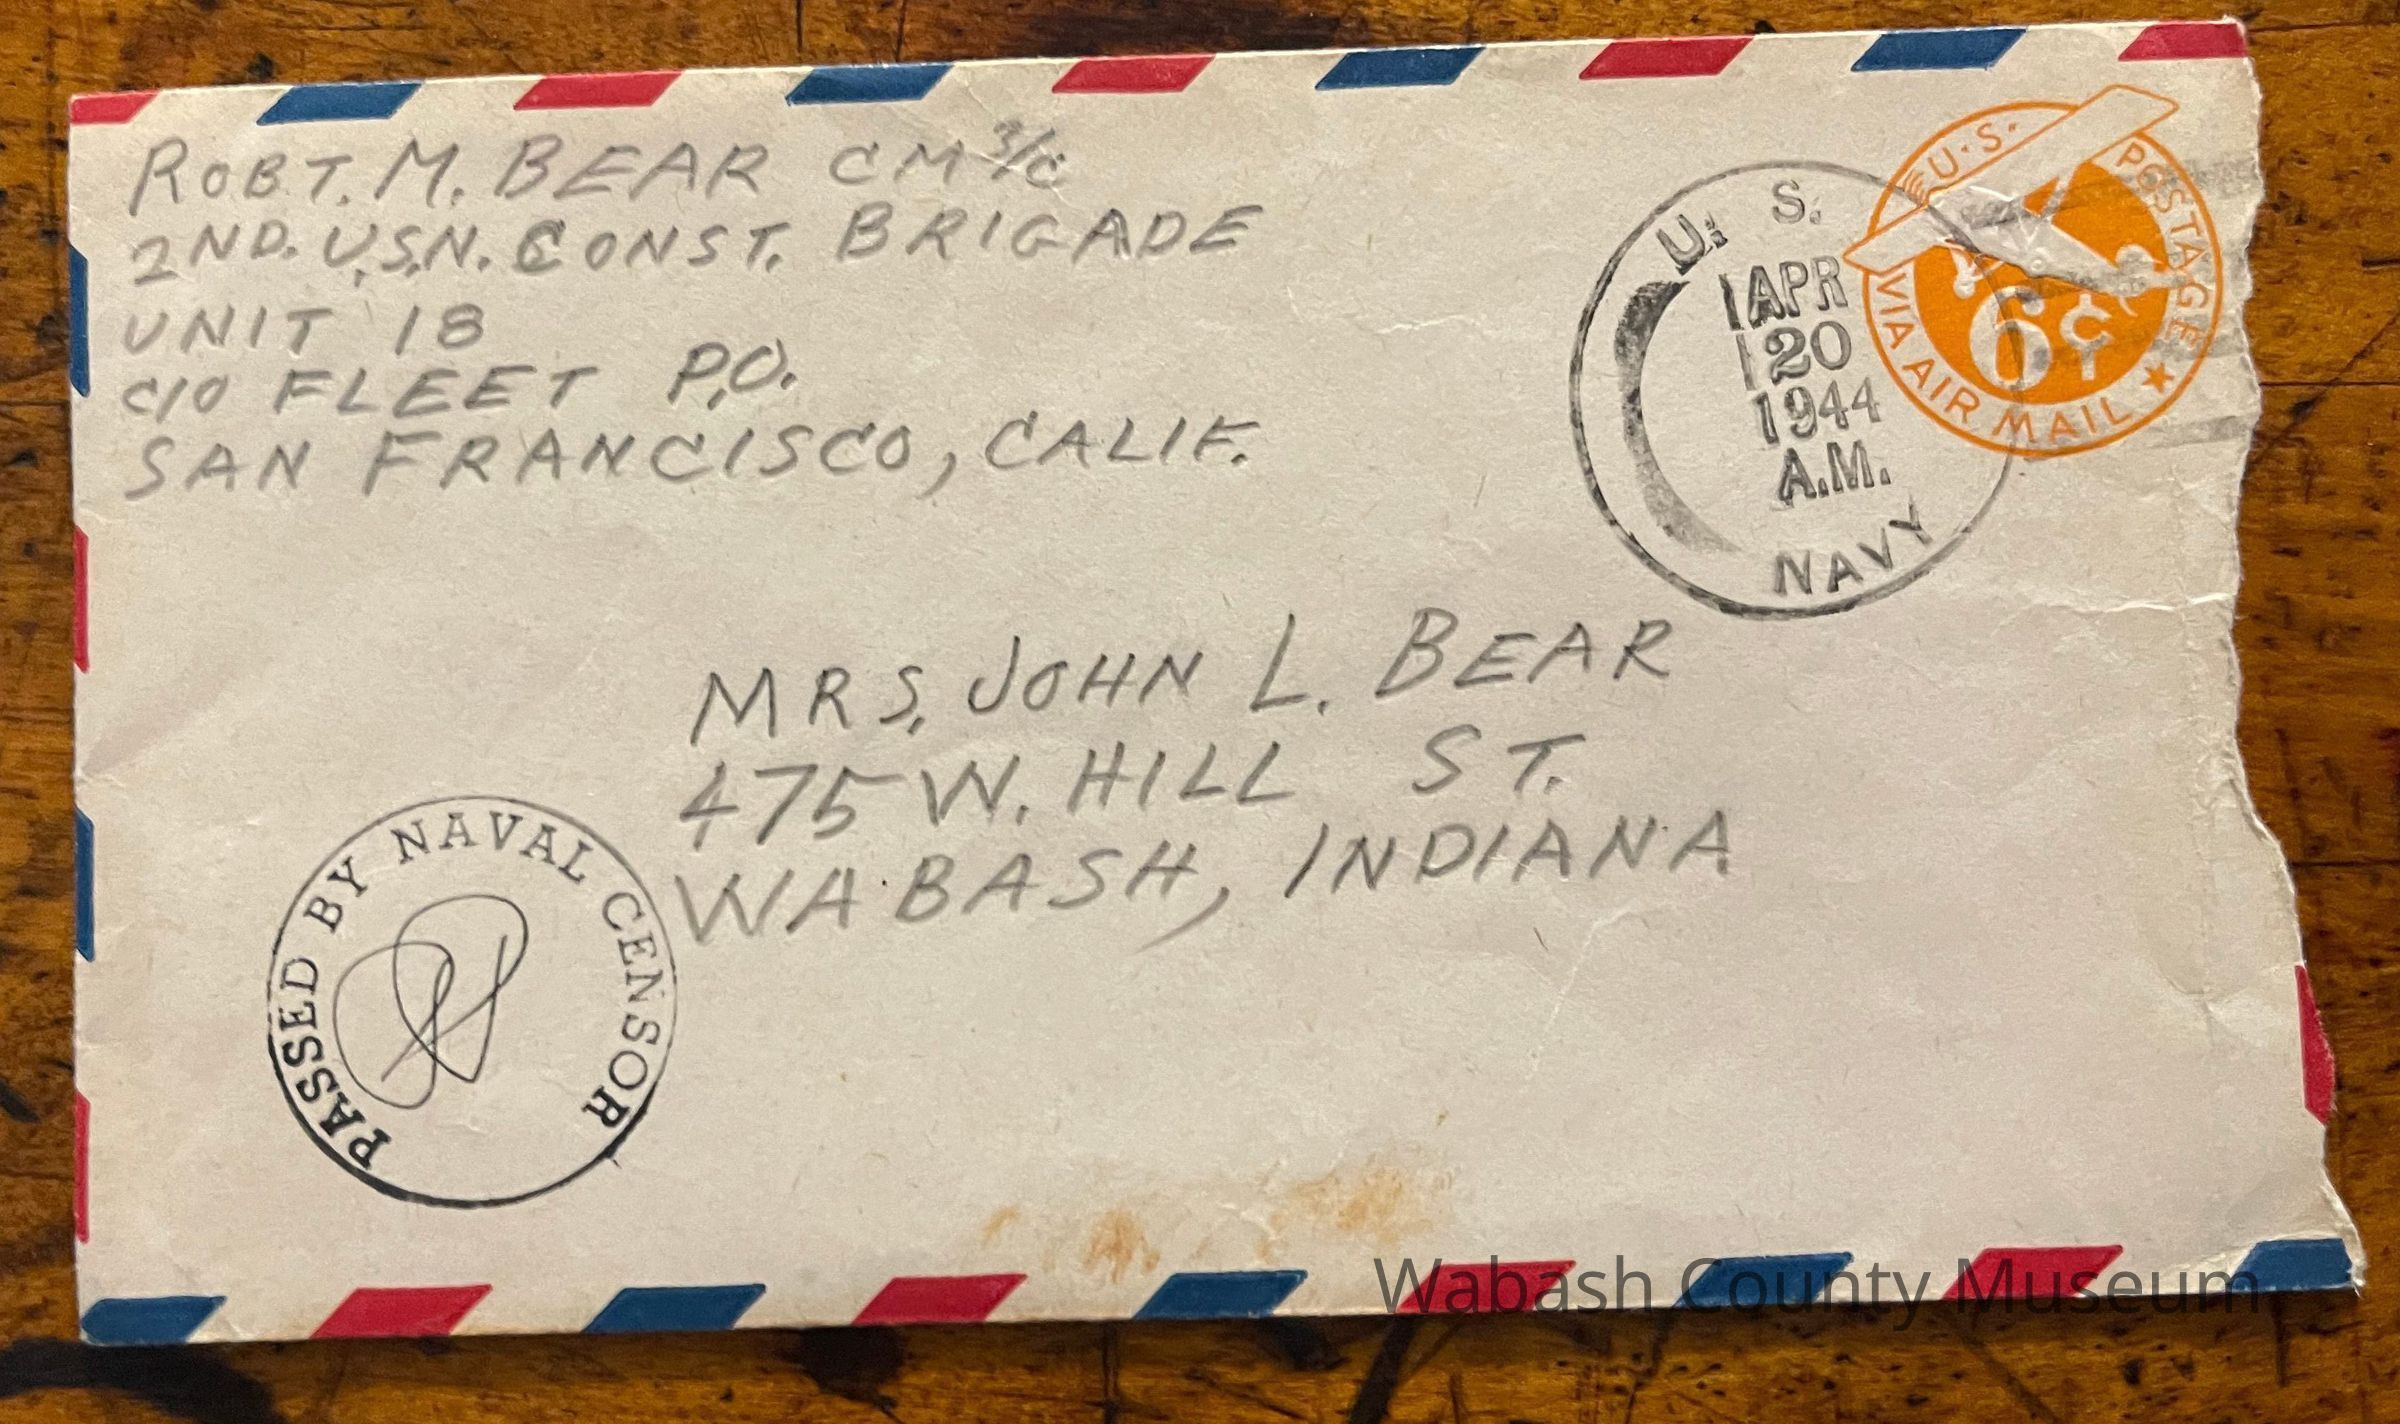 ROBT. M. BEAR CM 3/C
2ND. U.S.N. CONST. BRIGADE
UNIT 18
C/O FLEET P.O.
SAN FRANCISCO, CALIF.
U. S.
APR
20
1944
A.M.
NAVY
U.S. POSTAGE
6¢
VIA AIR MAIL
MRS. JOHN L. BEAR
475 W. HILL ST.
WABASH, INDIANA
PASSED BY NAVAL CENSOR
Wabash County Museum